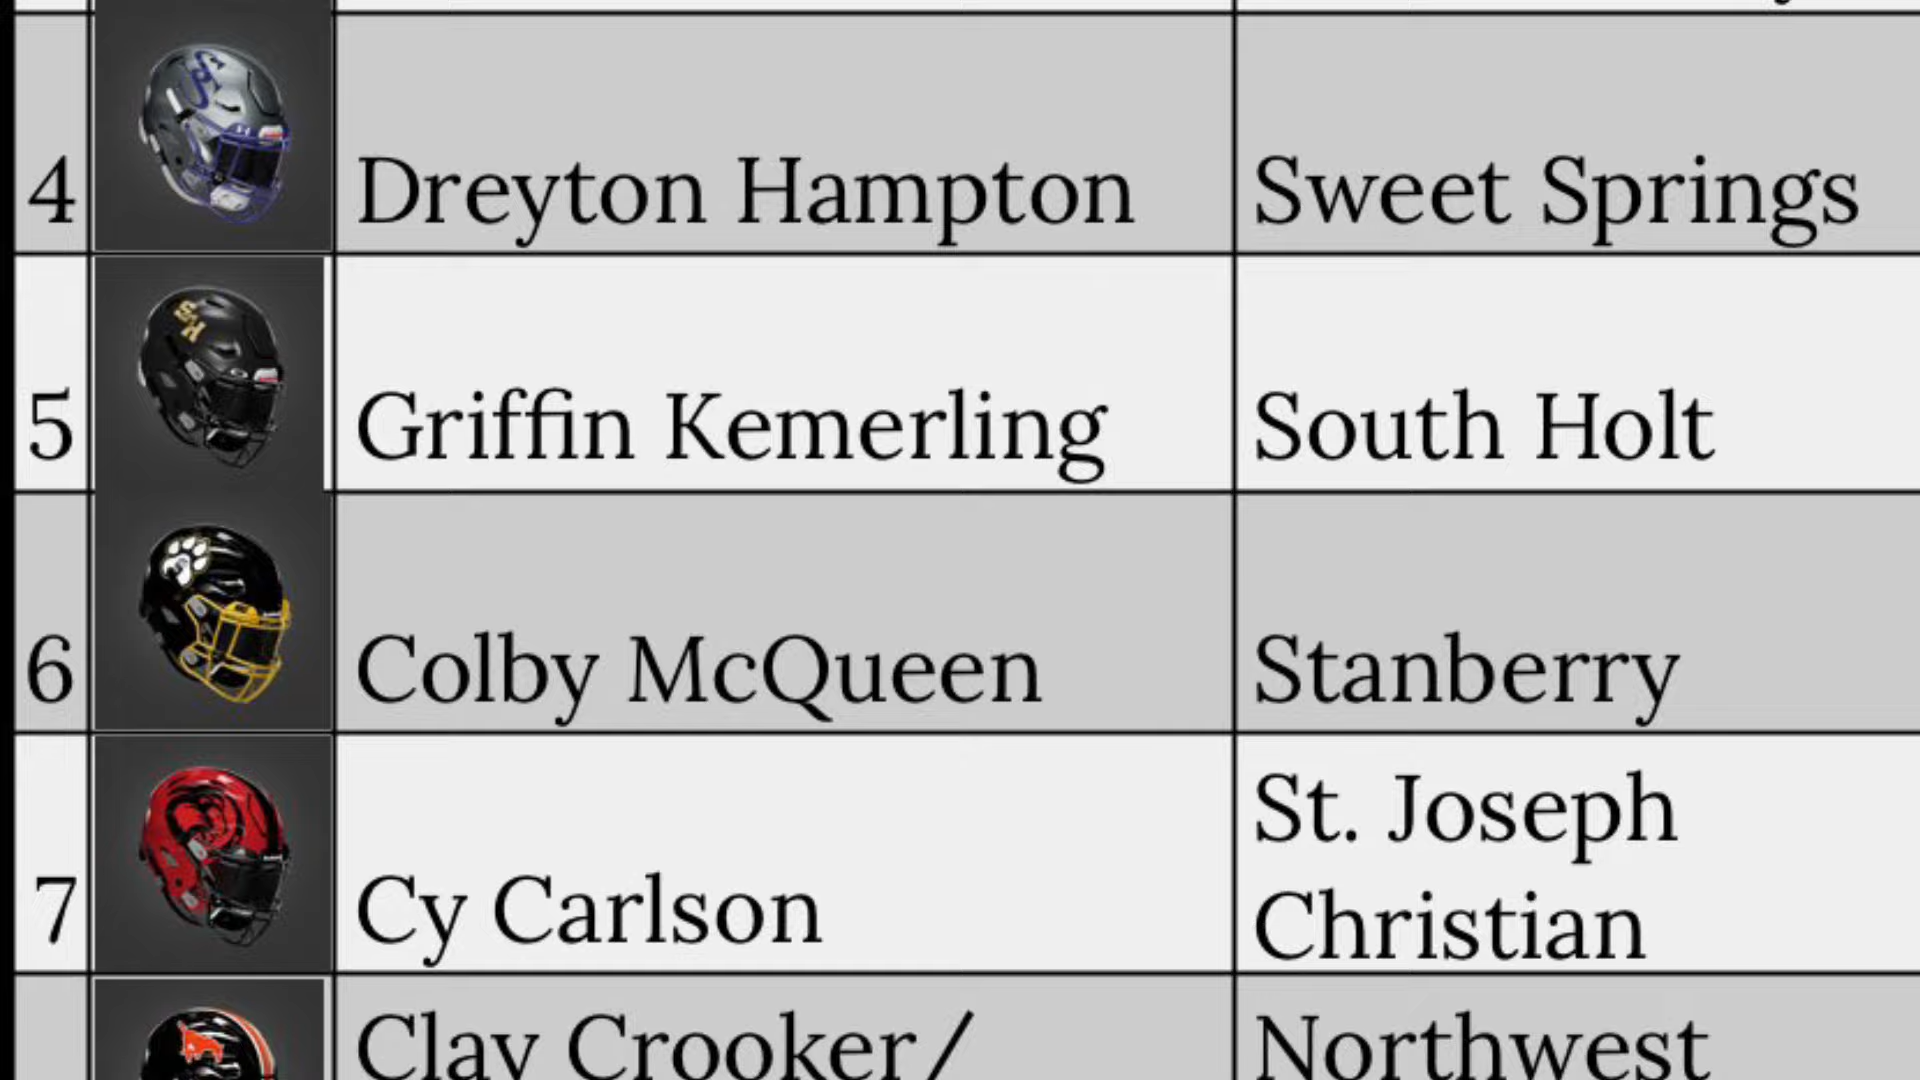 4 Dreyton Hampton Sweet Springs
5 Griffin Kemerling South Holt
6 Colby McQueen Stanberry
St. Joseph
7 Cy Carlson Christian
Clay Crooker/ Northwest